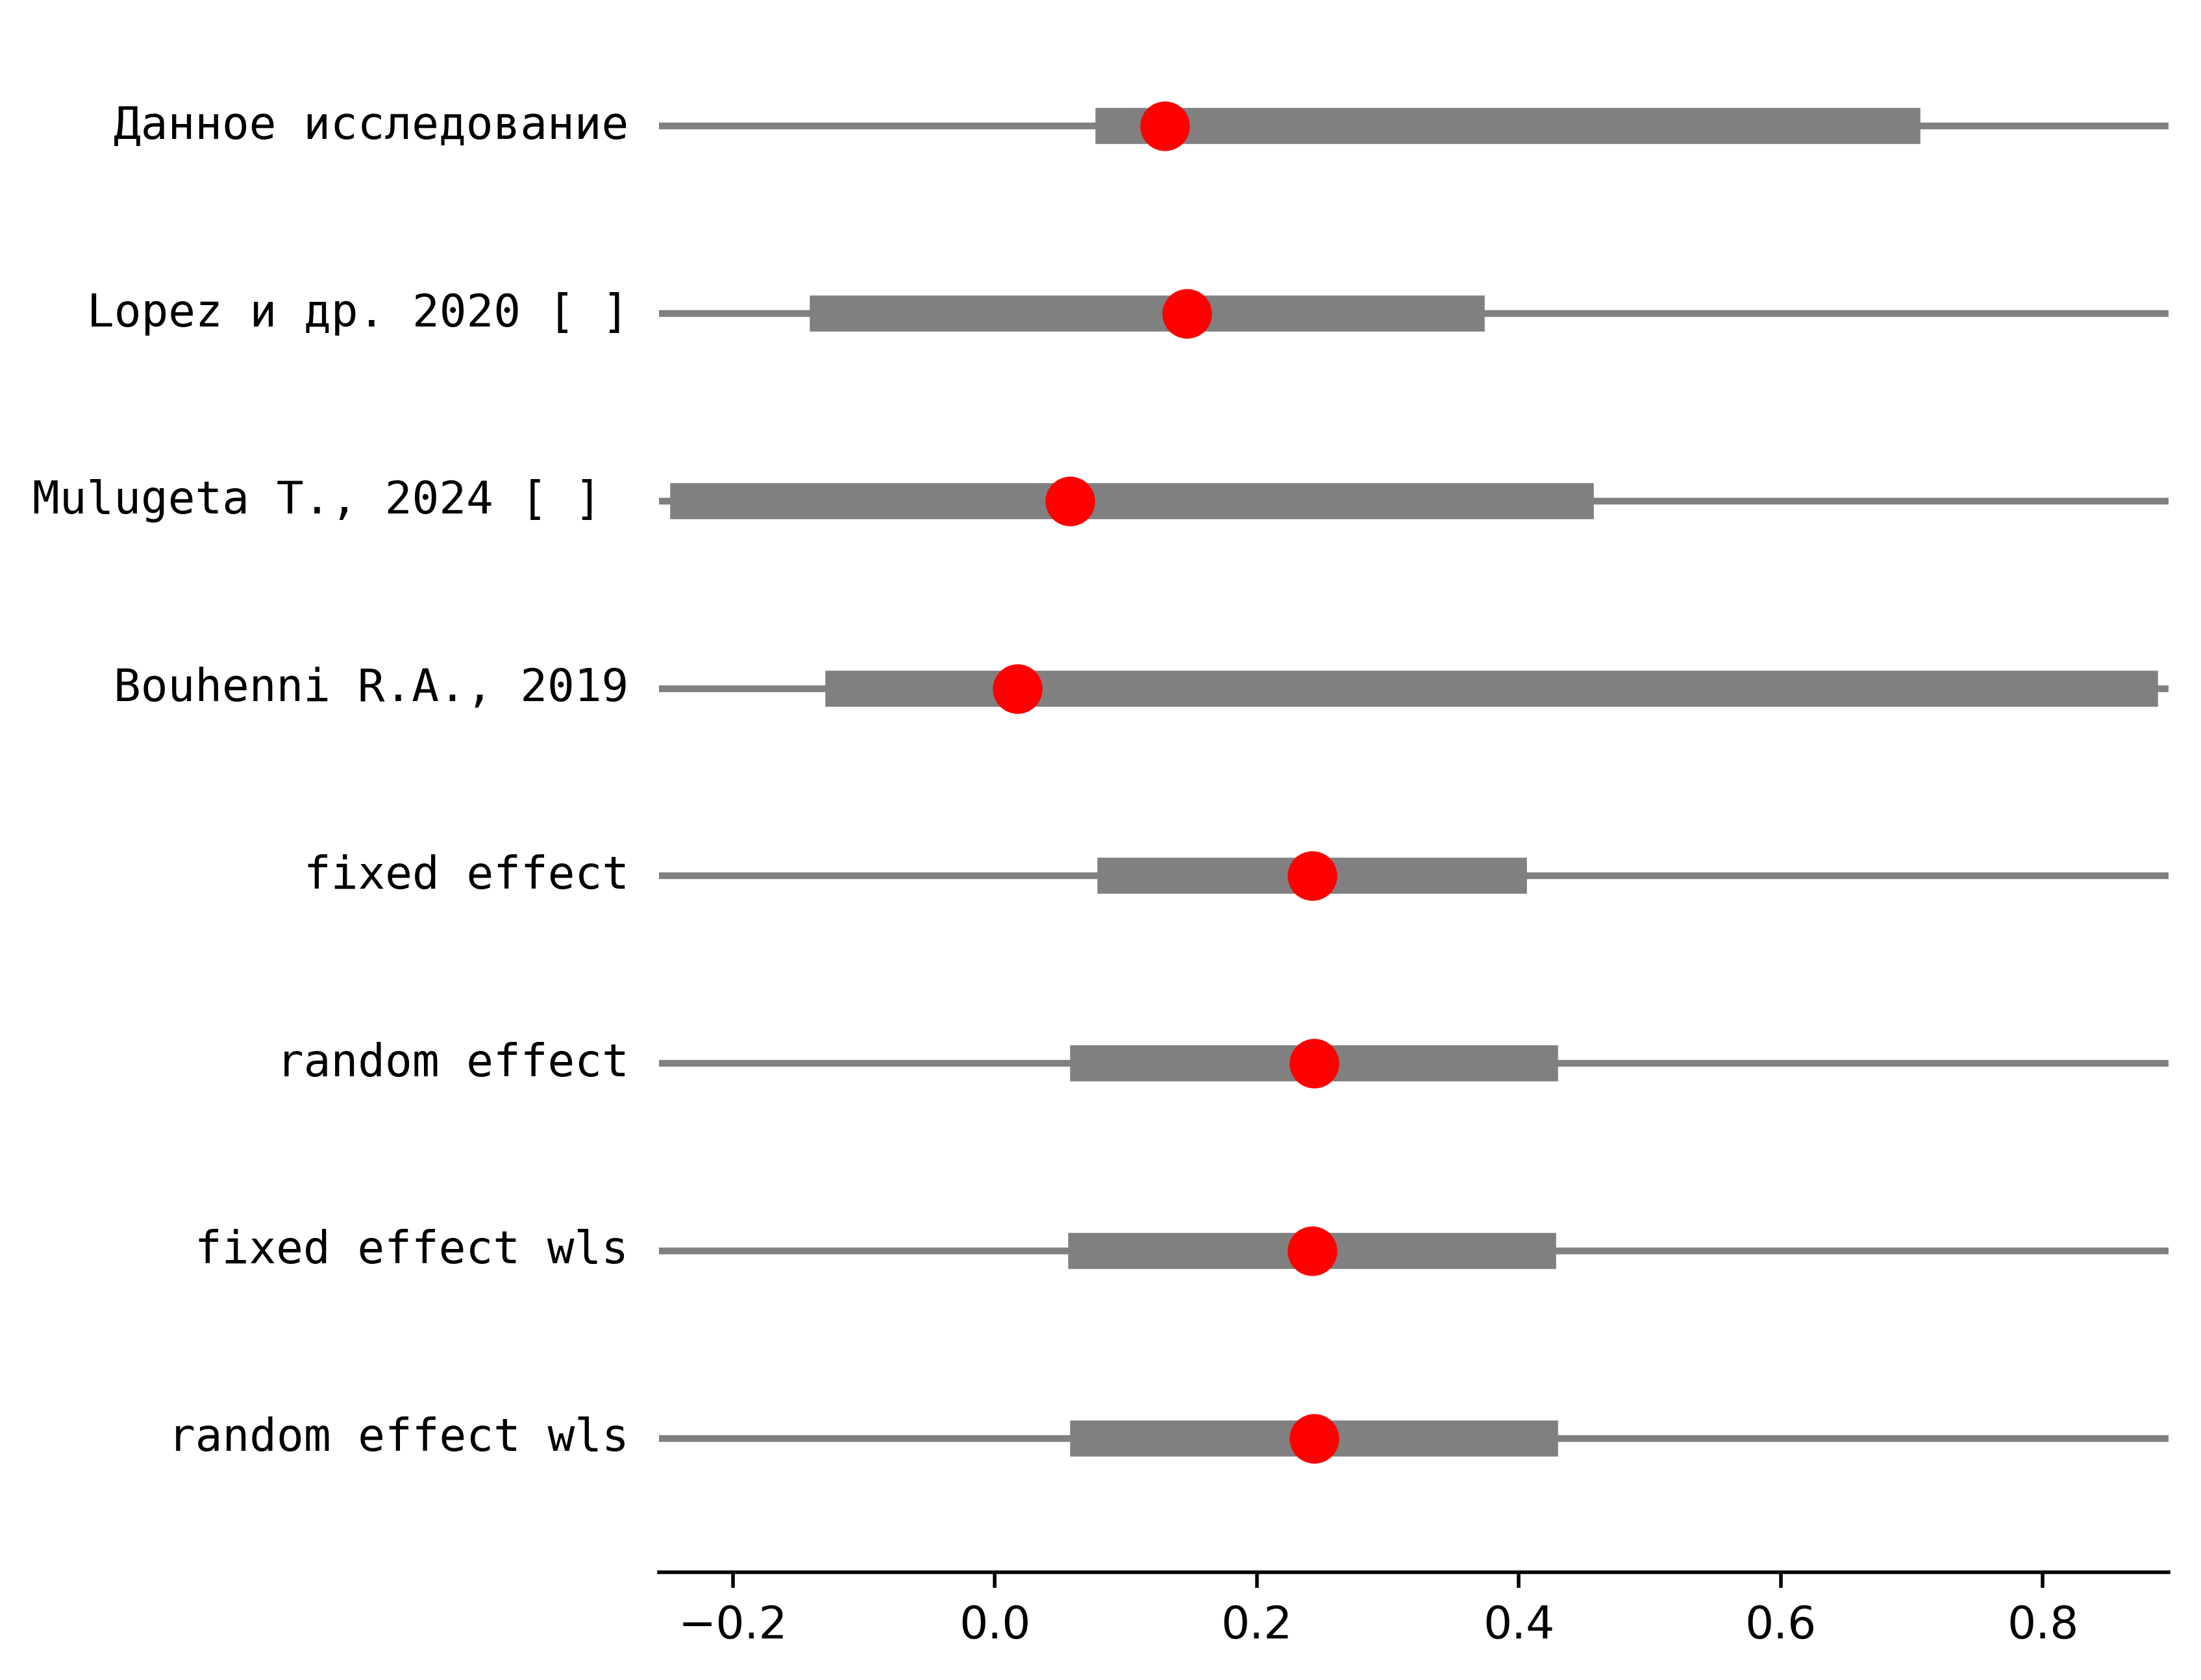 Данное исследование
Lopez и др. 2020 [ ]
Mulugeta T., 2024 [ ]
Bouhenni R.A., 2019
fixed effect
random effect
fixed effect wls
random effect wls
−0.2 0.0 0.2 0.4 0.6 0.8